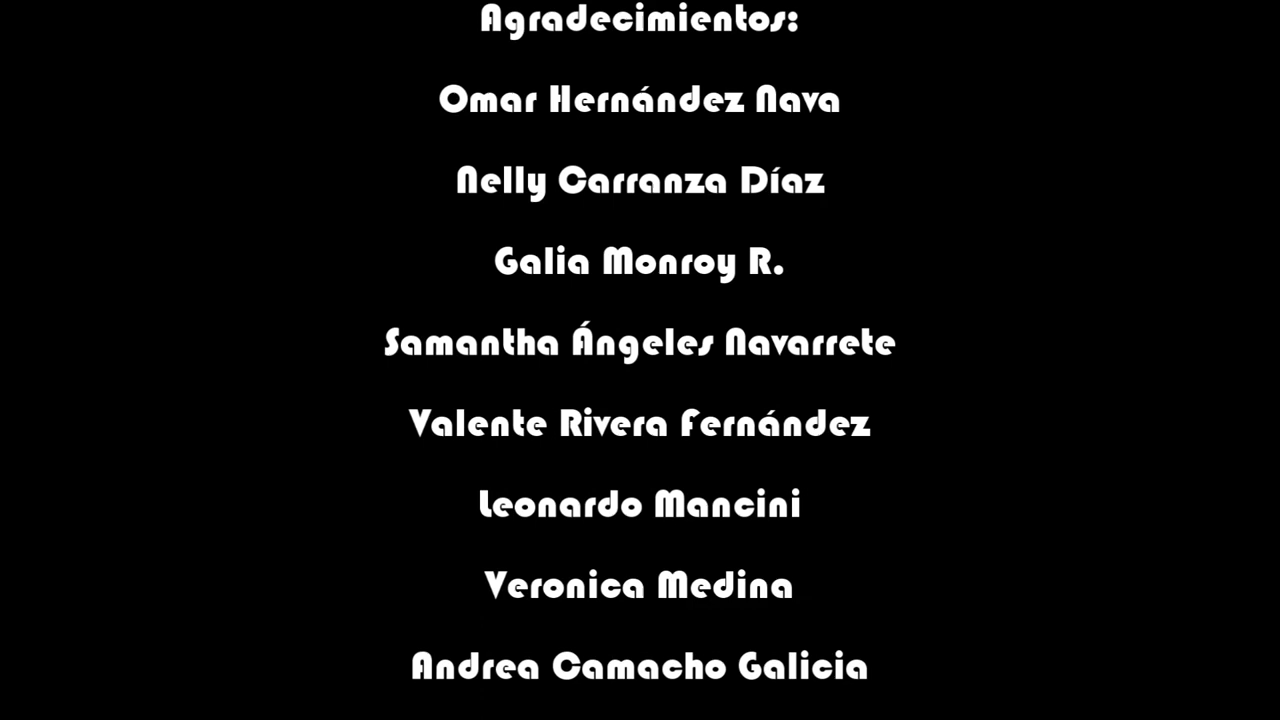 Agradecimientos:
Omar Hernández Nava
Nelly Carranza Díaz
Galia Monroy R.
Samantha Ángeles Navarrete
Valente Rivera Fernández
Leonardo Mancini
Veronica Medina
Andrea Camacho Galicia